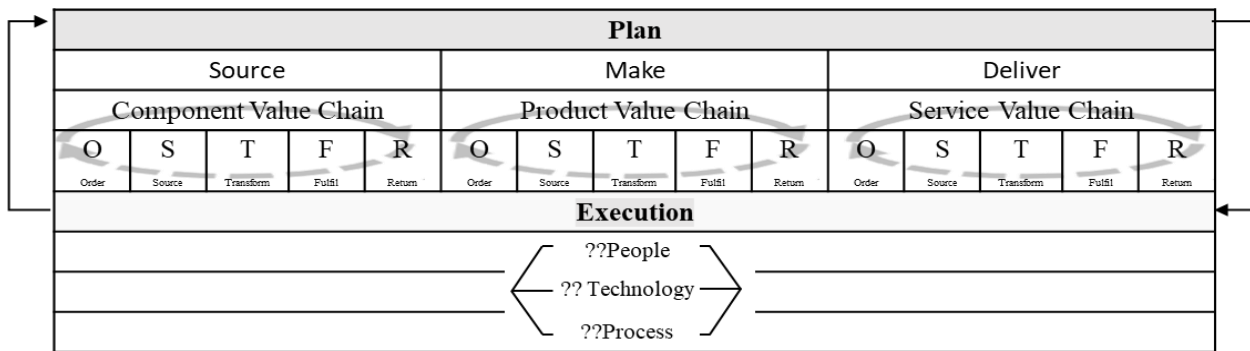 Plan
Source Make Deliver
Component Value Chain Product Value Chain Service Value Chain
O S T F R O S T F R O S T F R
Order Source Transform Fulfil Return Order Source Transform Fulfil Return Order Source Transform Fulfil Return
Execution
??People
?? Technology
??Process